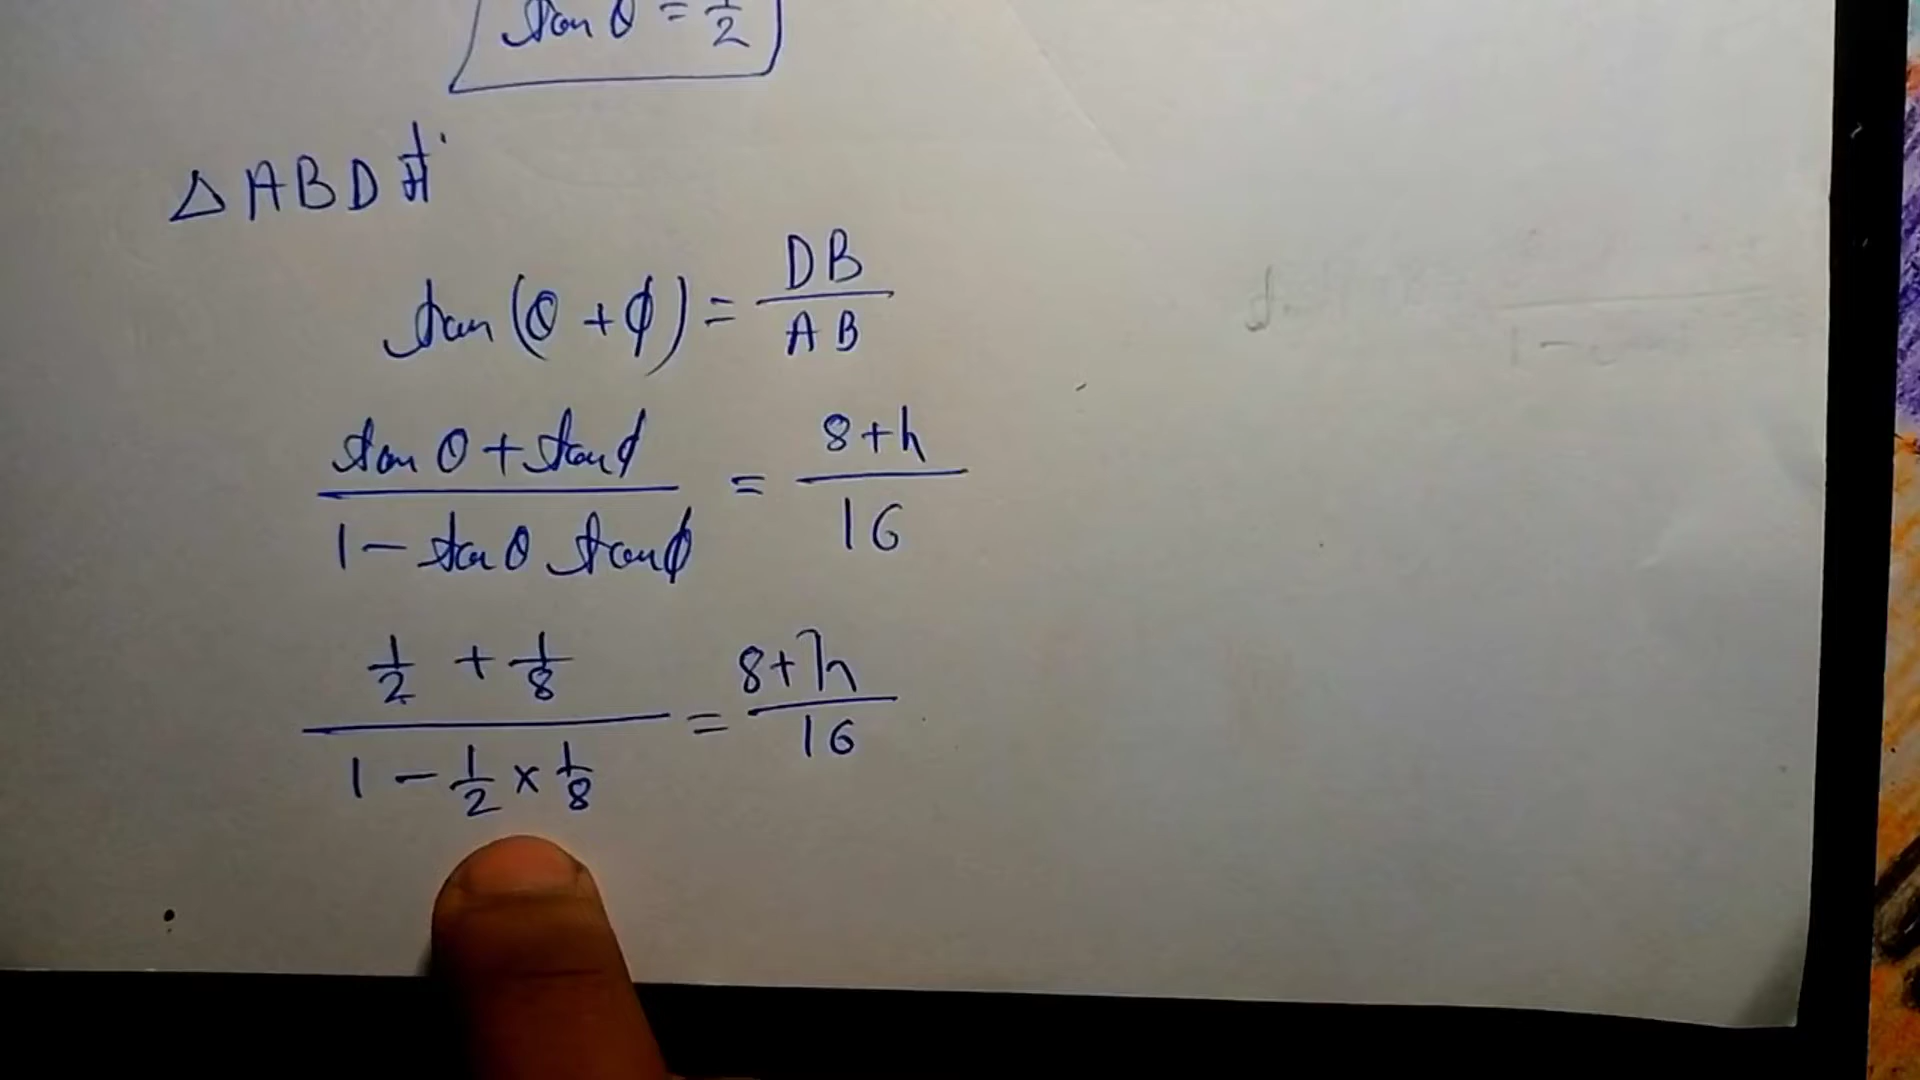 tan θ = 1/2
Δ ABD में
tan (θ + ϕ) = DB/AB
(tan θ + tan ϕ)/(1 - tan θ tan ϕ) = (8+h)/16
(1/2 + 1/8)/(1 - 1/2 × 1/8) = (8+h)/16